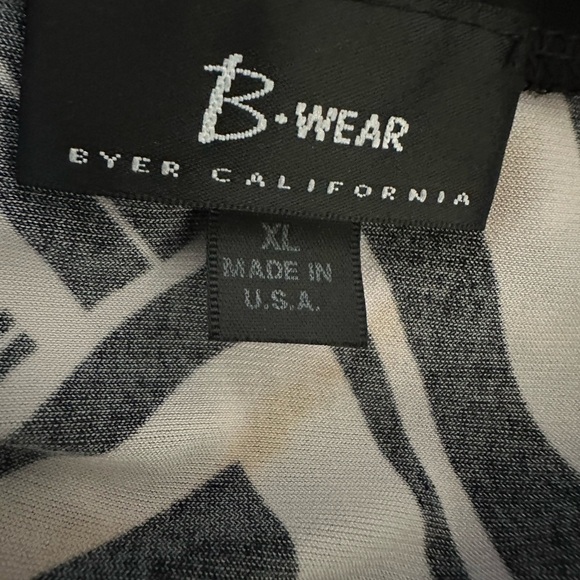 B·WEAR
BYER CALIFORNIA
XL
MADE IN
U.S.A.